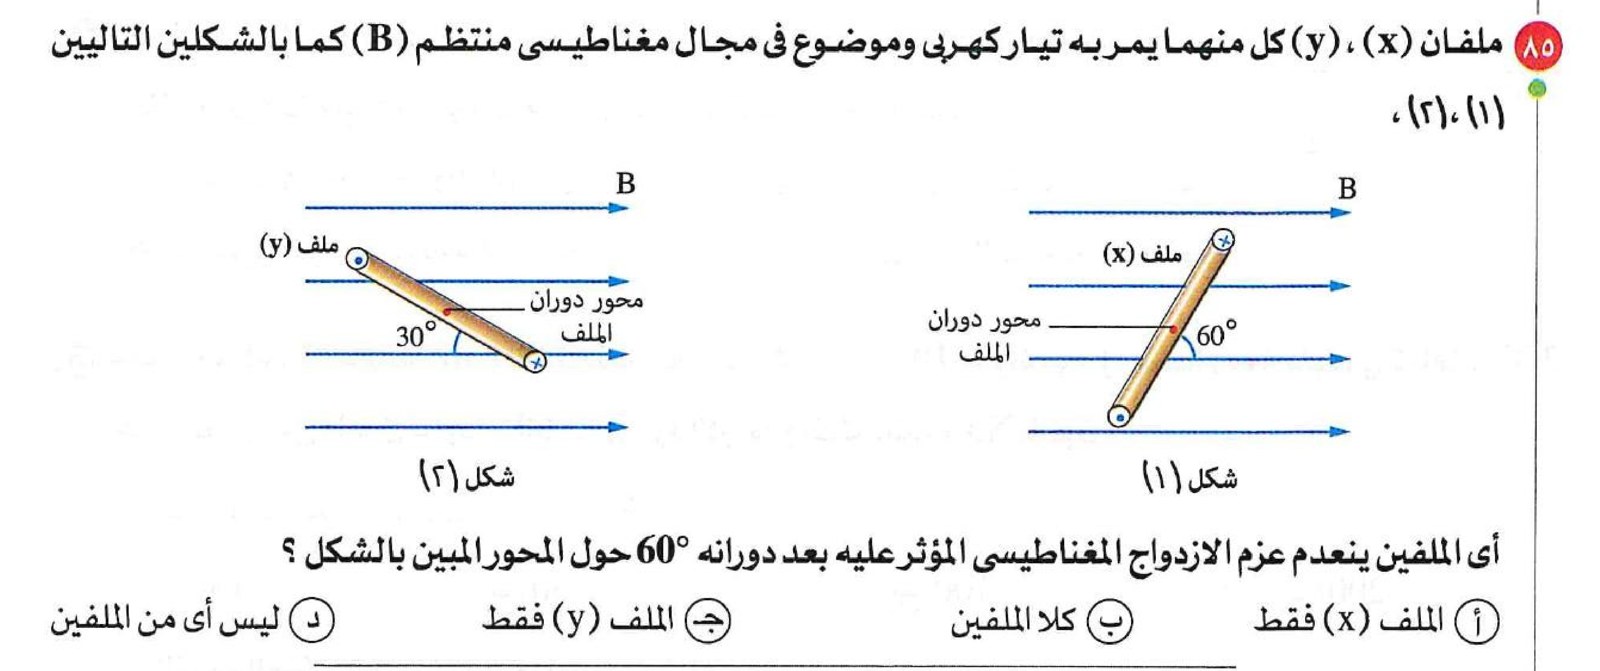 ٨٥ ملفان (x)، (y) كل منهما يمر به تيار كهربى وموضوع فى مجال مغناطيسى منتظم (B) كما بالشكلين التاليين
(١)، (٢)،
B
ملف (x)
محور دوران
الملف
60°
شكل (١)
B
ملف (y)
محور دوران
الملف
30°
شكل (٢)
أى الملفين ينعدم عزم الازدواج المغناطيسى المؤثر عليه بعد دورانه 60° حول المحور المبين بالشكل ؟
أ الملف (x) فقط ب كلا الملفين ج الملف (y) فقط د ليس أى من الملفين